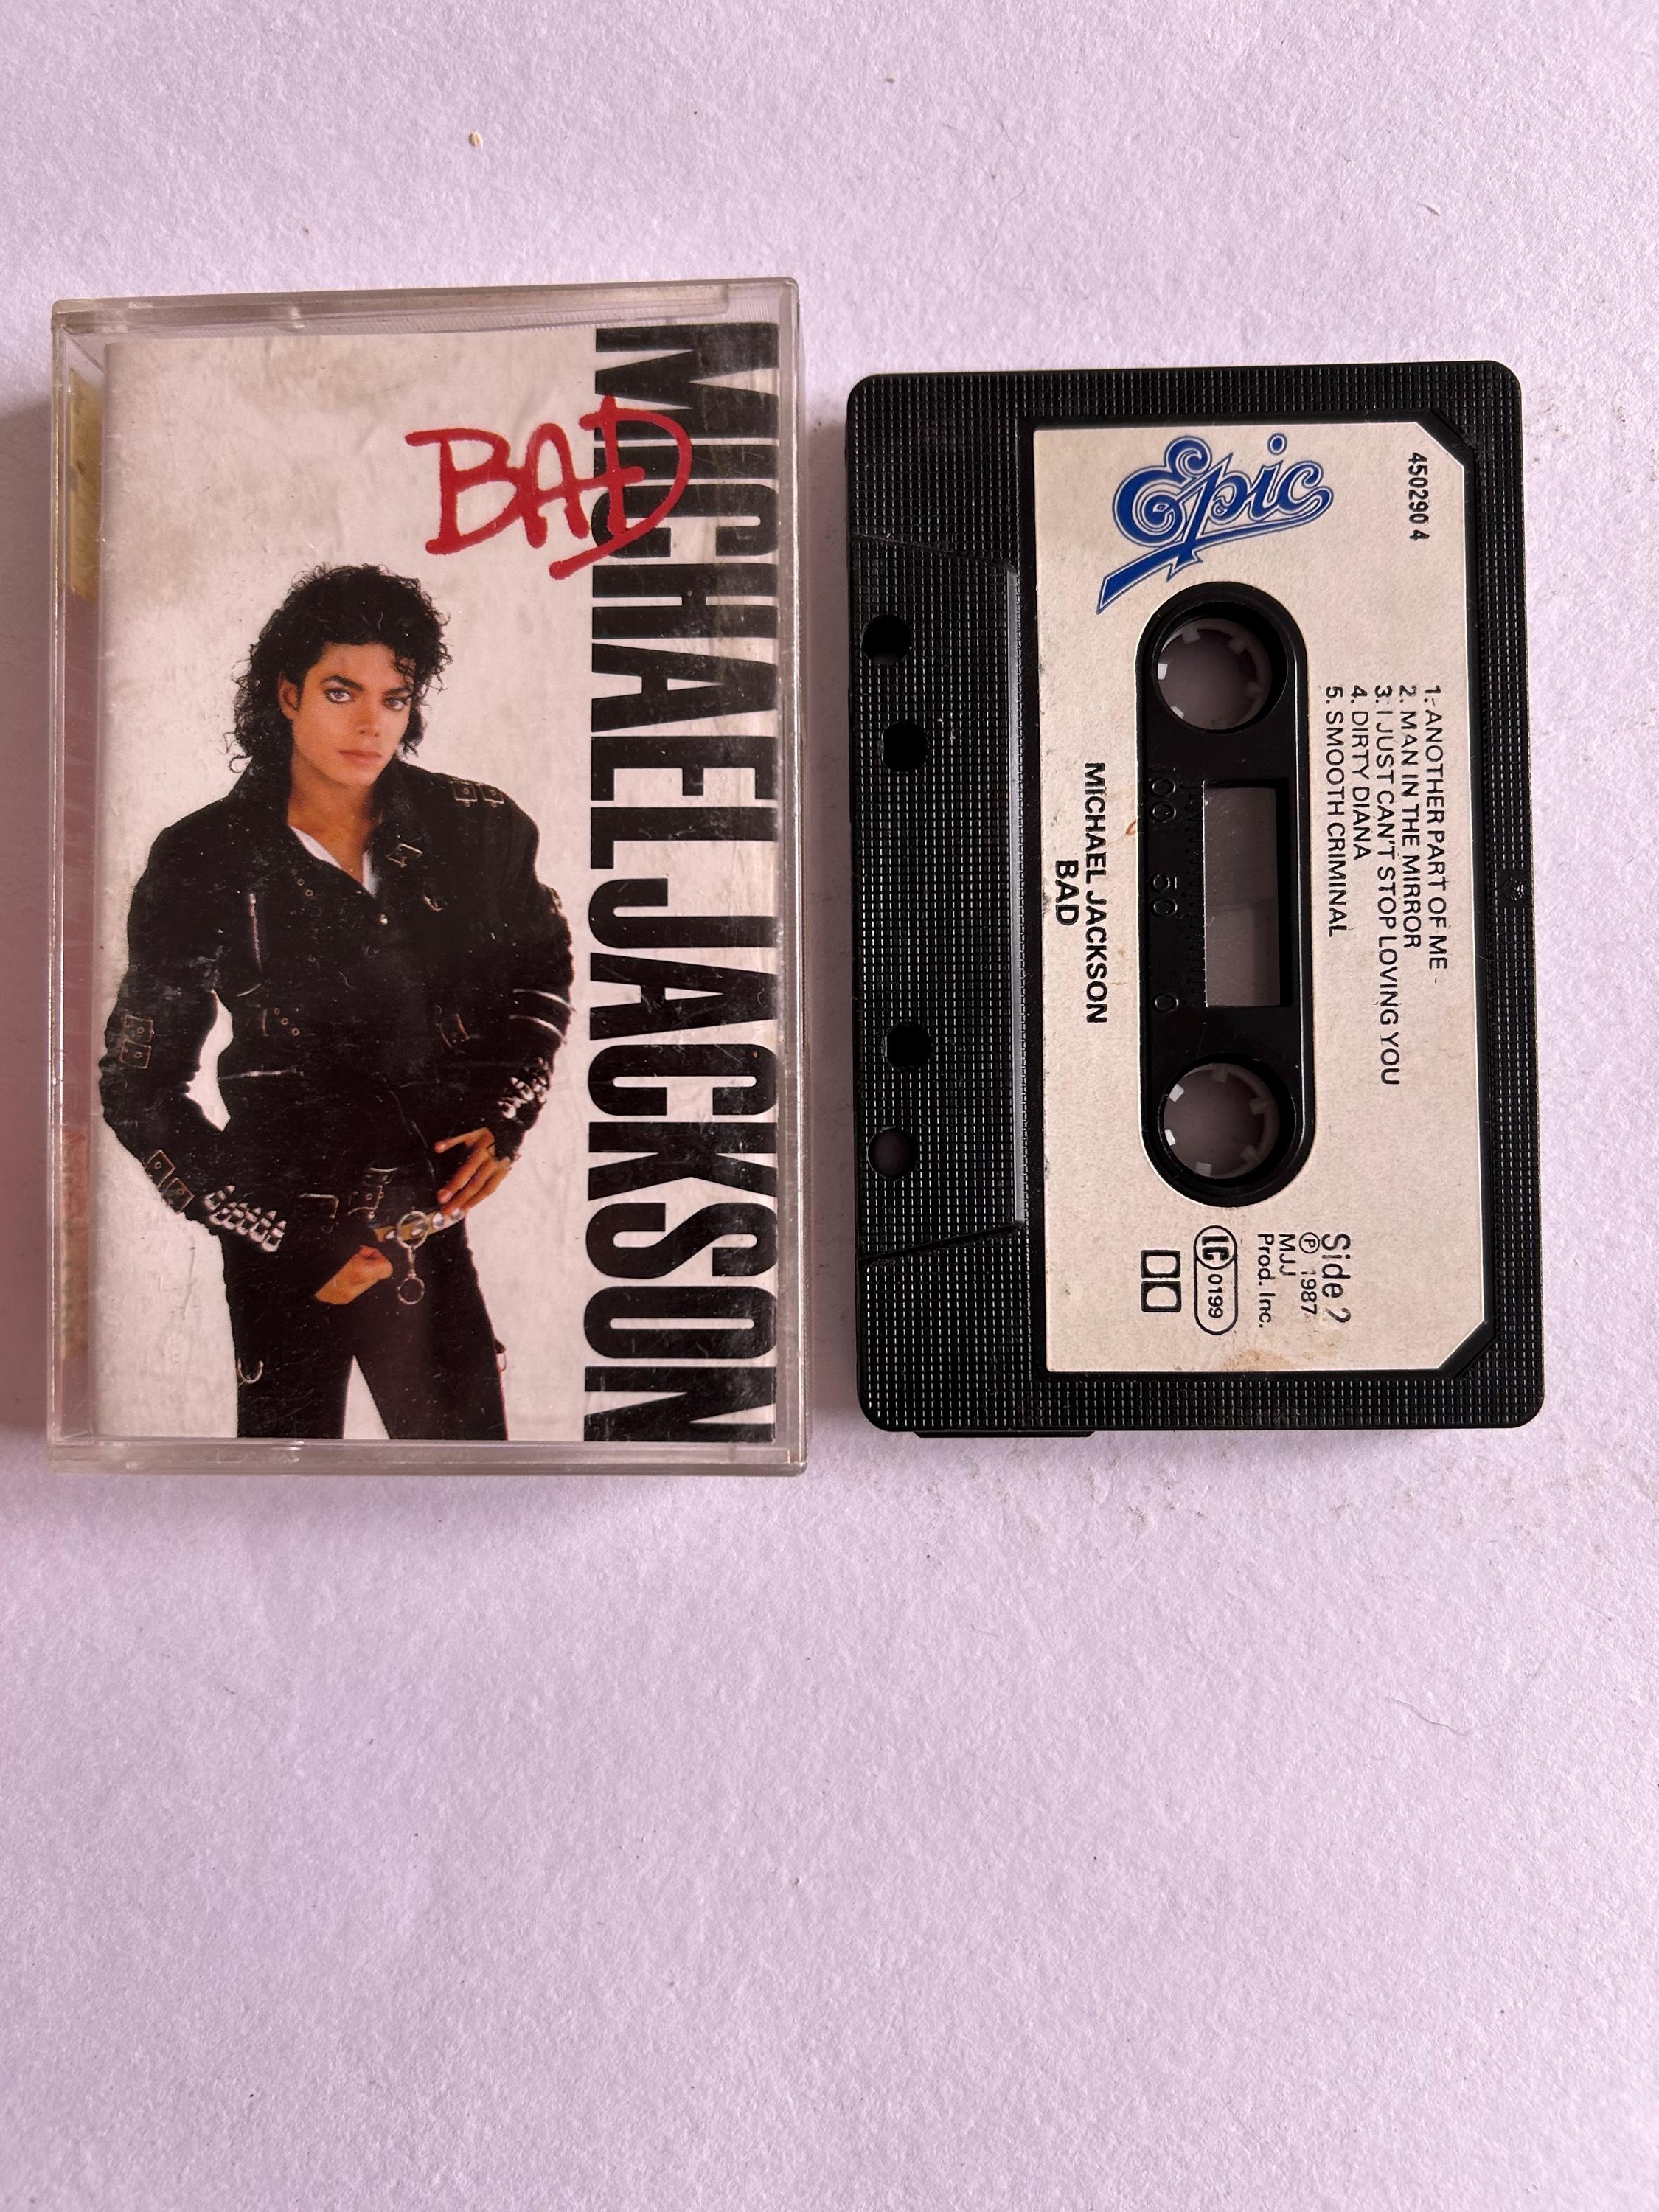 BAD
MICHAEL JACKSON
Epic
450290 4
1. ANOTHER PART OF ME
2. MAN IN THE MIRROR
3. I JUST CAN'T STOP LOVING YOU
4. DIRTY DIANA
5. SMOOTH CRIMINAL
100 50 0
MICHAEL JACKSON
BAD
Side 2
℗ 1987
MJJ
Prod. Inc.
LC 0199